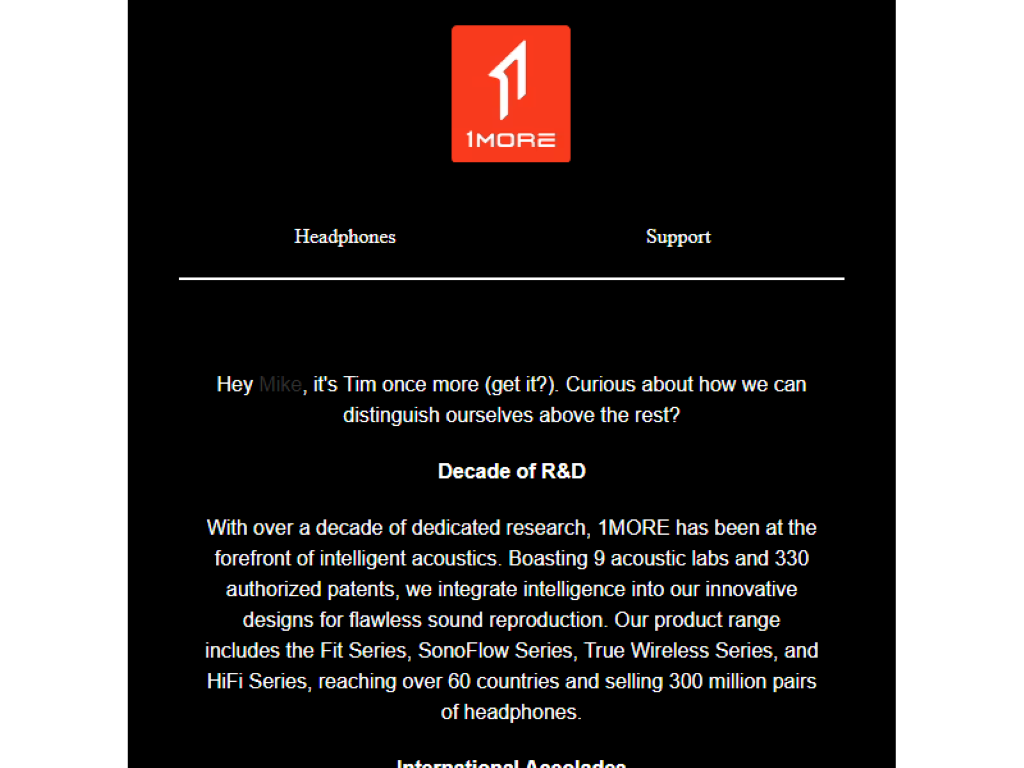 1MORE
Headphones
Support
Hey Mike, it's Tim once more (get it?). Curious about how we can
distinguish ourselves above the rest?
Decade of R&D
With over a decade of dedicated research, 1MORE has been at the
forefront of intelligent acoustics. Boasting 9 acoustic labs and 330
authorized patents, we integrate intelligence into our innovative
designs for flawless sound reproduction. Our product range
includes the Fit Series, SonoFlow Series, True Wireless Series, and
HiFi Series, reaching over 60 countries and selling 300 million pairs
of headphones.
International Accolades